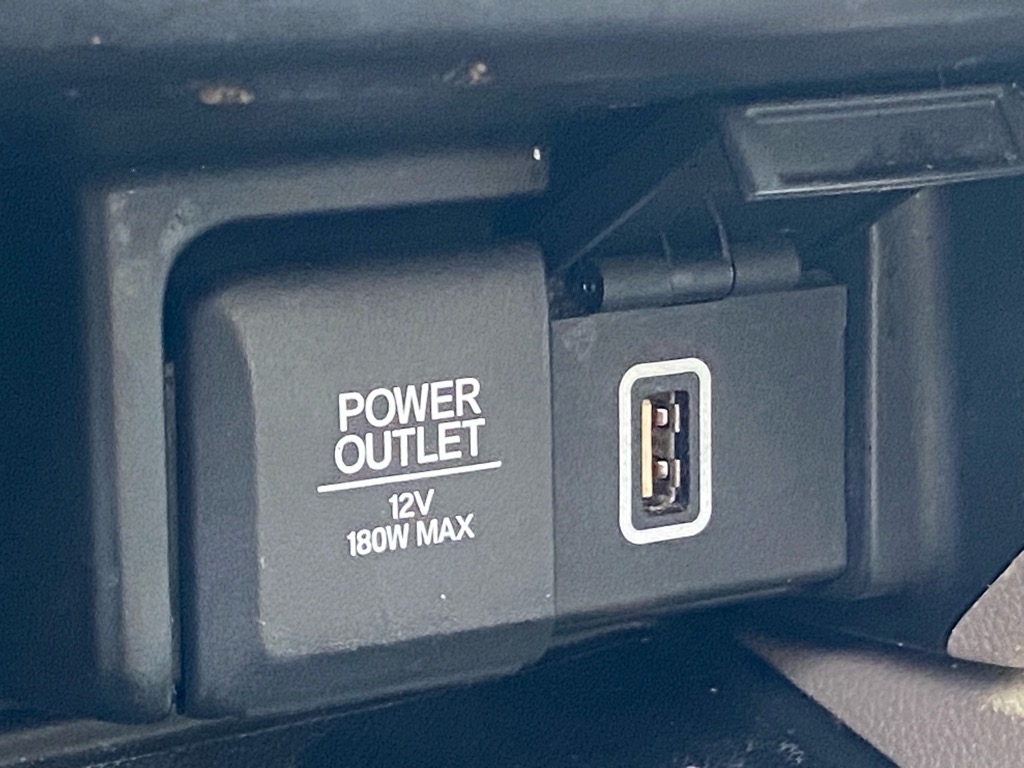 POWER
OUTLET
12V
180W MAX